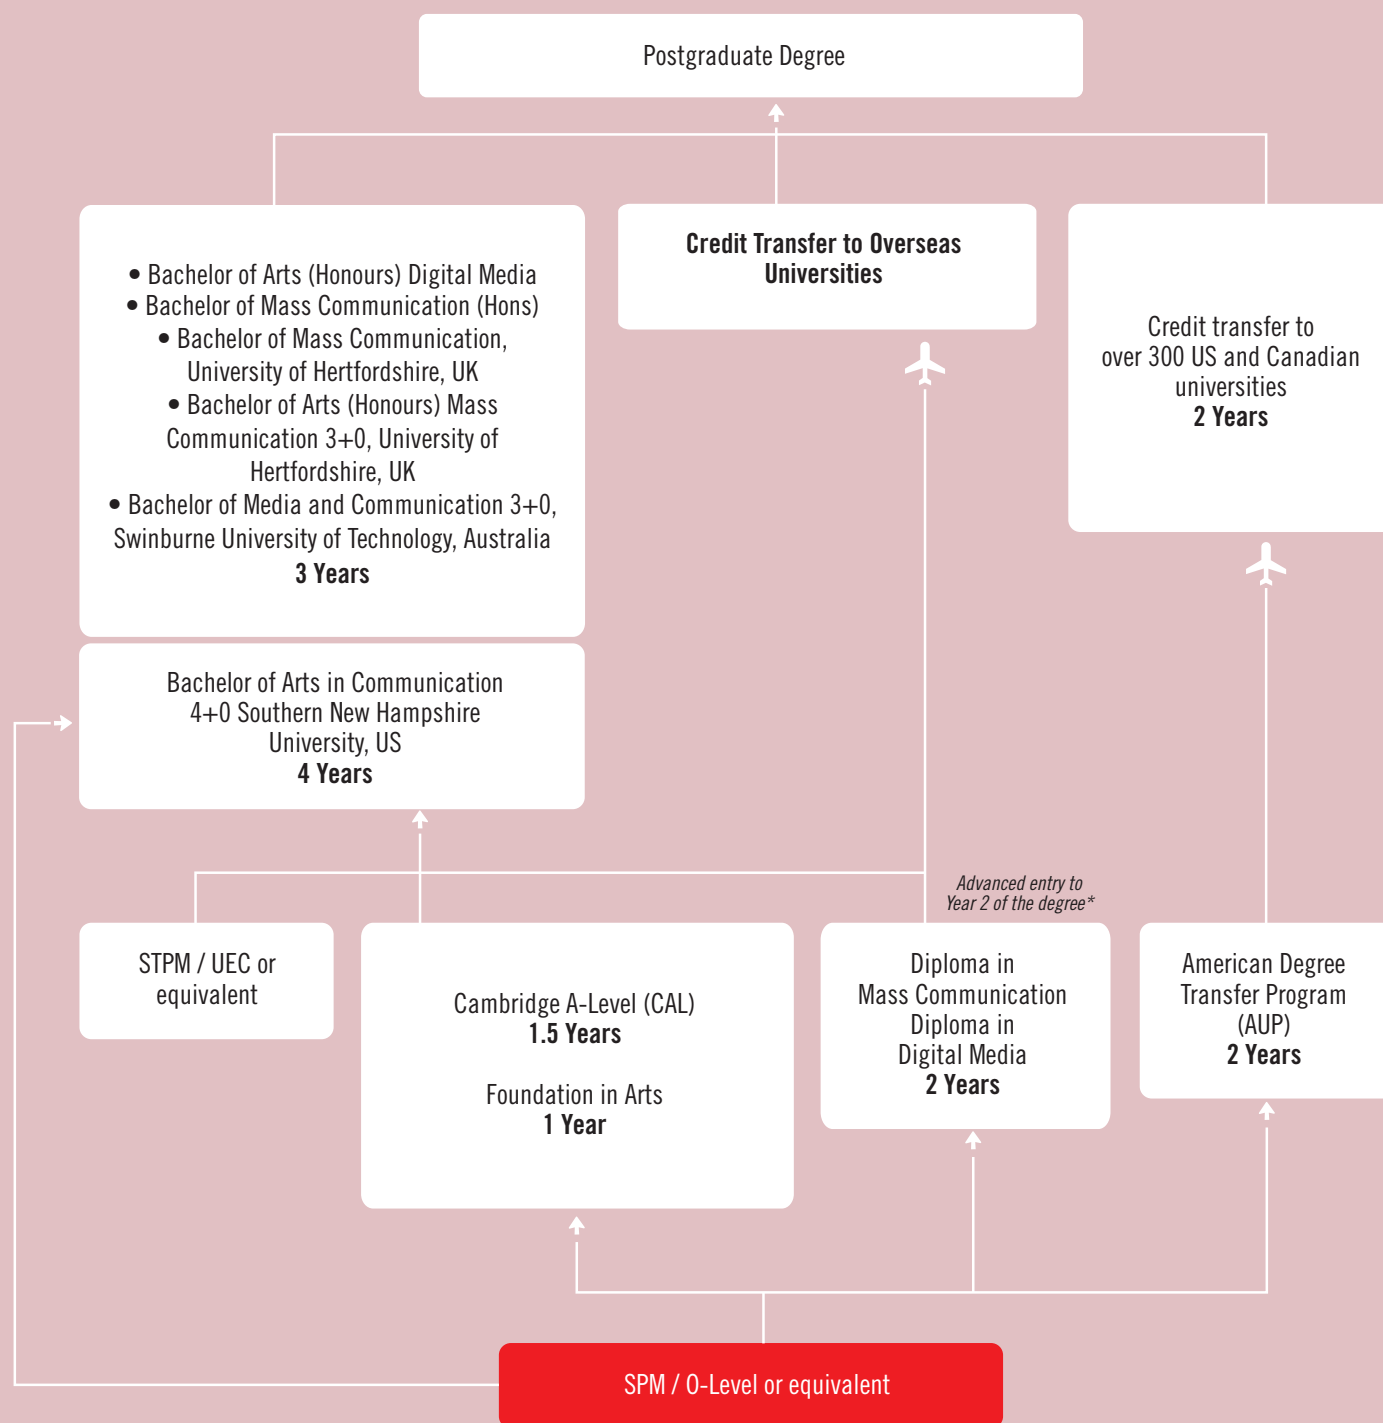 Postgraduate Degree
• Bachelor of Arts (Honours) Digital Media
• Bachelor of Mass Communication (Hons)
• Bachelor of Mass Communication,
University of Hertfordshire, UK
• Bachelor of Arts (Honours) Mass
Communication 3+0, University of
Hertfordshire, UK
• Bachelor of Media and Communication 3+0,
Swinburne University of Technology, Australia
3 Years
Credit Transfer to Overseas
Universities
Credit transfer to
over 300 US and Canadian
universities
2 Years
Bachelor of Arts in Communication
4+0 Southern New Hampshire
University, US
4 Years
Advanced entry to
Year 2 of the degree*
STPM / UEC or
equivalent
Cambridge A-Level (CAL)
1.5 Years
Foundation in Arts
1 Year
Diploma in
Mass Communication
Diploma in
Digital Media
2 Years
American Degree
Transfer Program
(AUP)
2 Years
SPM / O-Level or equivalent